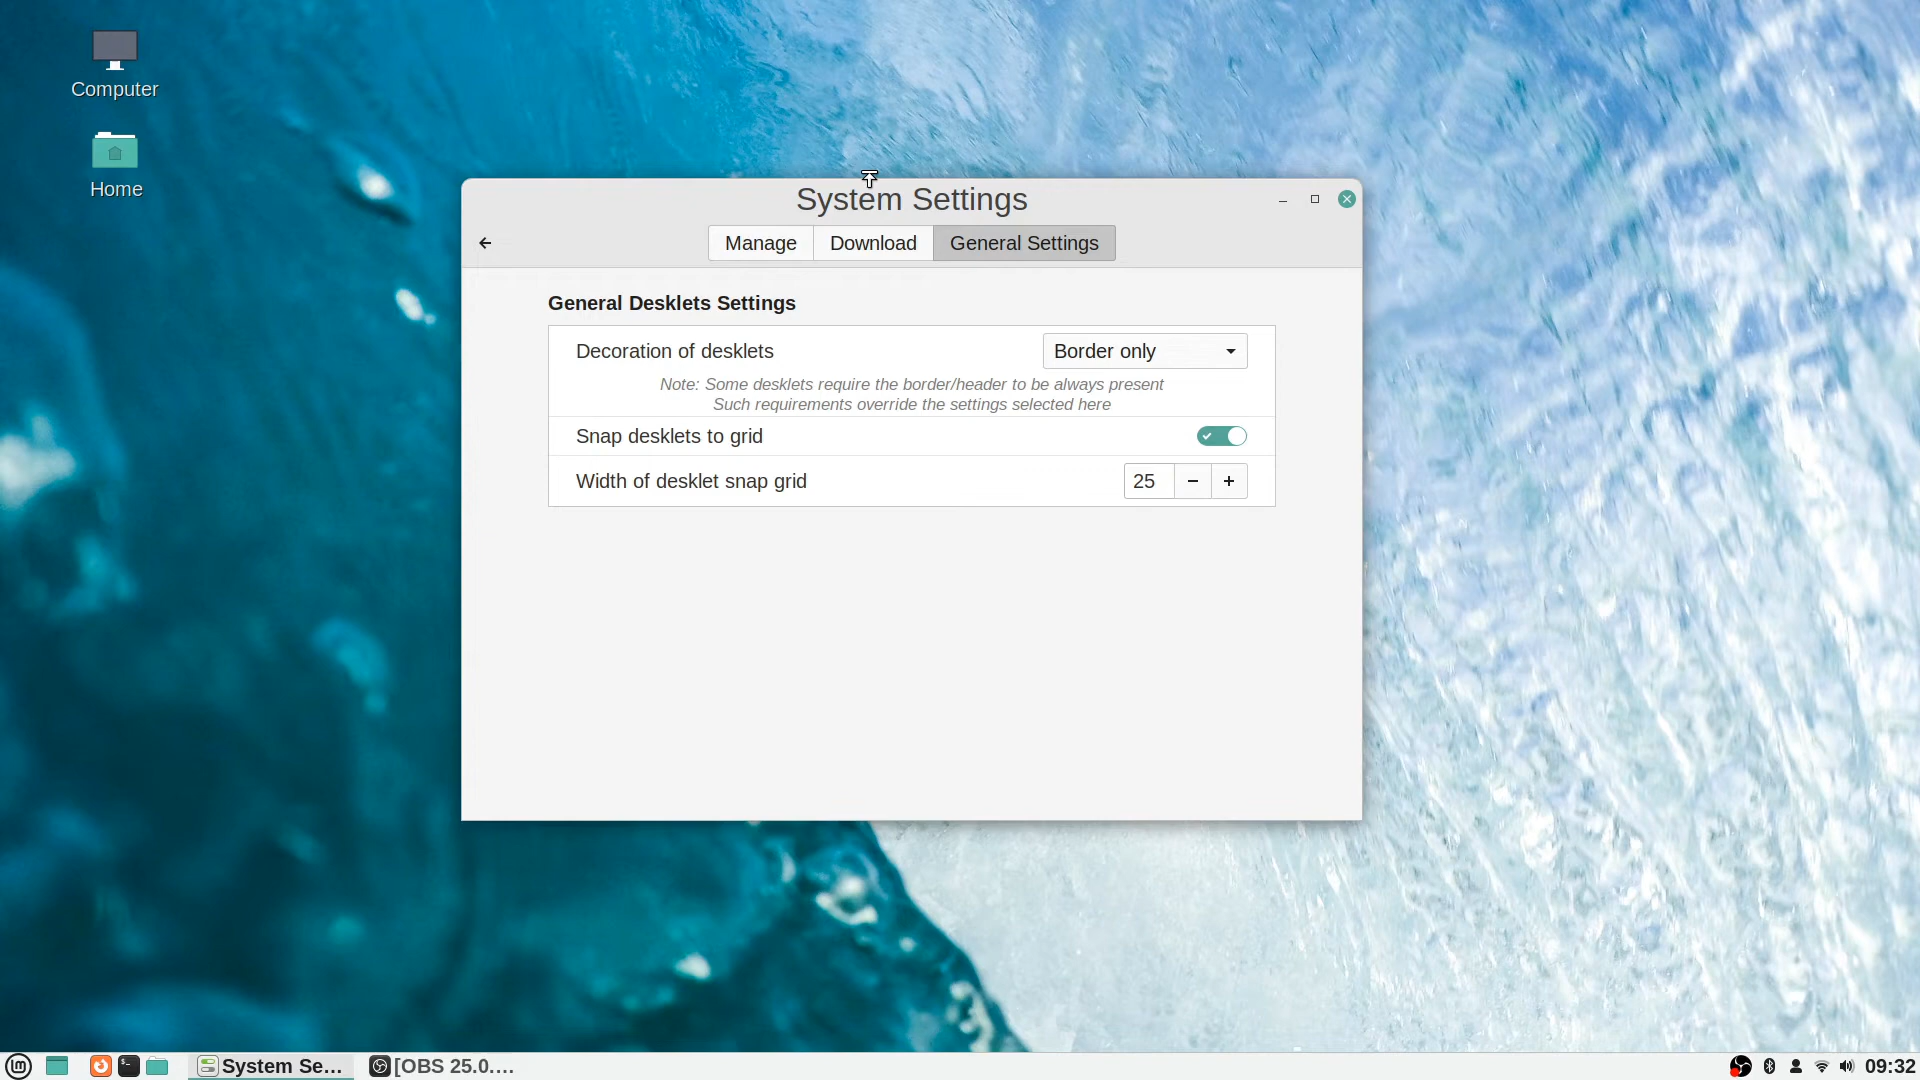 Computer
Home
System Settings
Manage
Download
General Settings
General Desklets Settings
Decoration of desklets
Border only
Note: Some desklets require the border/header to be always present
Such requirements override the settings selected here
Snap desklets to grid
Width of desklet snap grid
25
System Se...
[OBS 25.0....
09:32